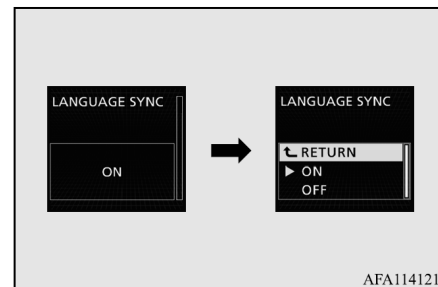 LANGUAGE SYNC
ON
LANGUAGE SYNC
RETURN
ON
OFF
AFA114121